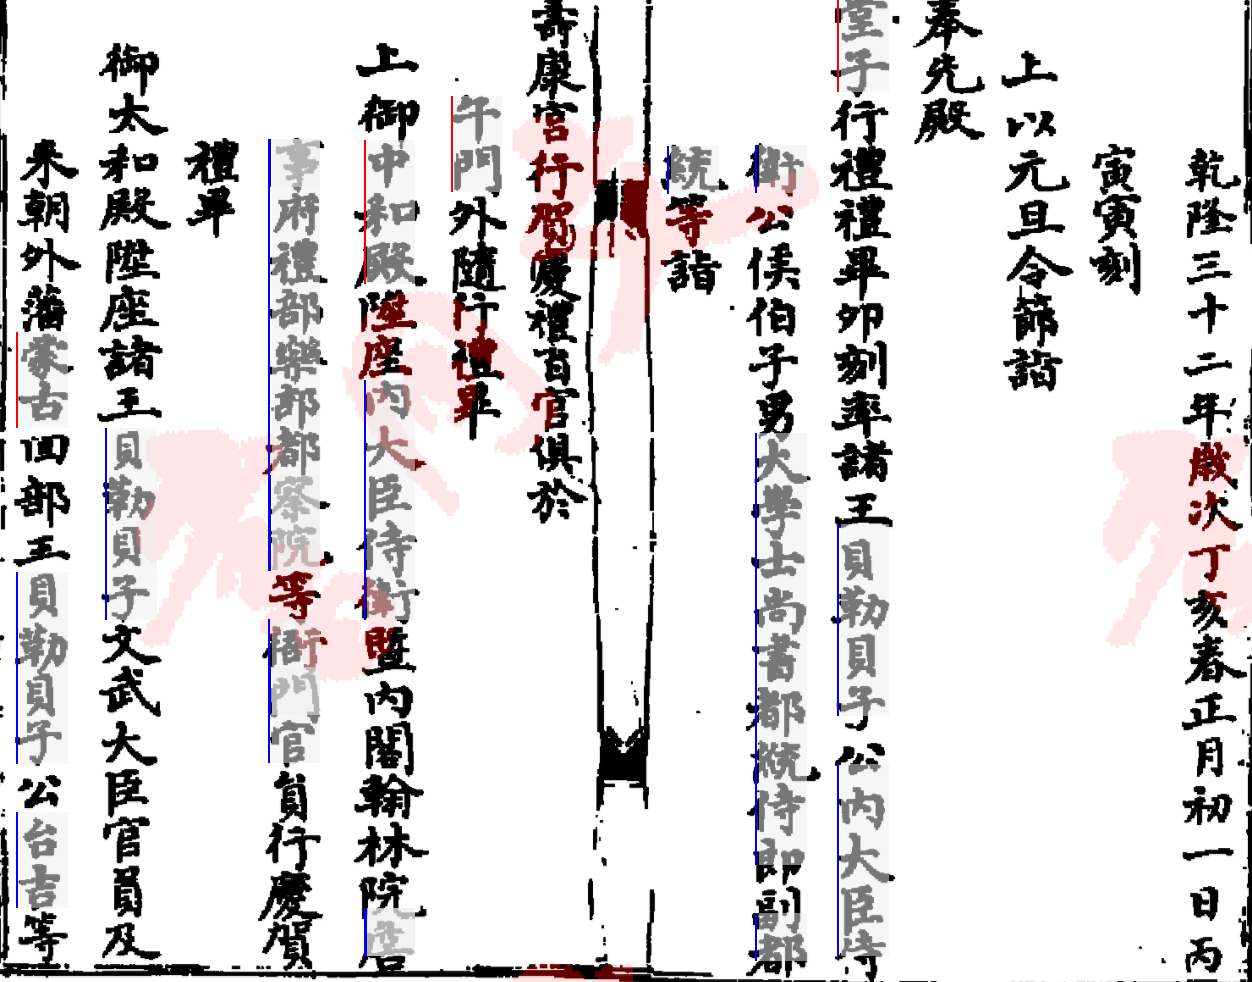 乾隆三十二年歲次丁亥春正月初一日丙
寅寅刻
上以元旦令節詣
奉先殿
堂子行禮禮畢卯刻率諸王貝勒貝子公內大臣侍
衛公侯伯子男大學士尚書都統侍郎副都
統等詣
壽康宮行賀慶禮百官俱於
午門外隨行禮畢
上御中和殿陞座內大臣侍衛暨內閣翰林院詹
事府禮部樂部都察院等衙門官員行慶賀
禮畢
御太和殿陞座諸王貝勒貝子文武大臣官員及
來朝外藩蒙古回部王貝勒貝子公台吉等